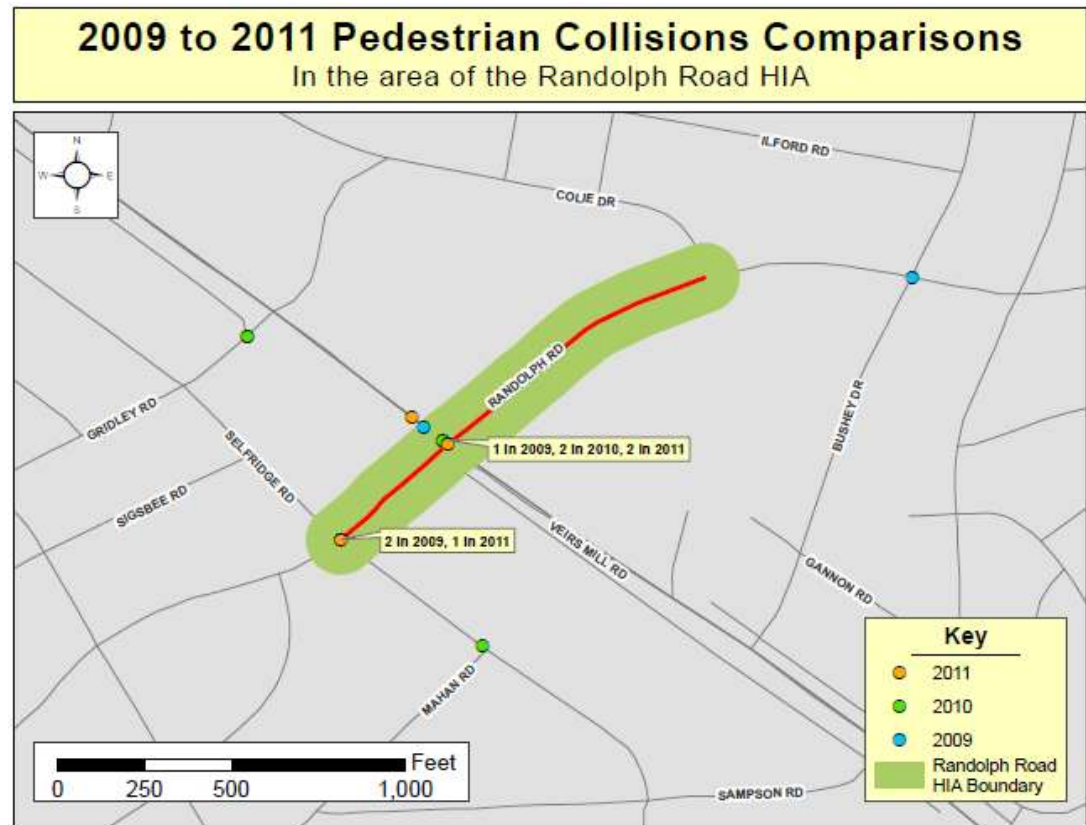 2009 to 2011 Pedestrian Collisions Comparisons
In the area of the Randolph Road HIA
N
W E
S
ILFORD RD
COLIE DR
RANDOLPH RD
BUSHEY DR
GRIDLEY RD
SELFRIDGE RD
SIGSBEE RD
1 In 2009, 2 In 2010, 2 In 2011
2 In 2009, 1 In 2011
VEIRS MILL RD
GANNON RD
MAHAN RD
SAMPSON RD
Feet
0 250 500 1,000
Key
2011
2010
2009
Randolph Road
HIA Boundary